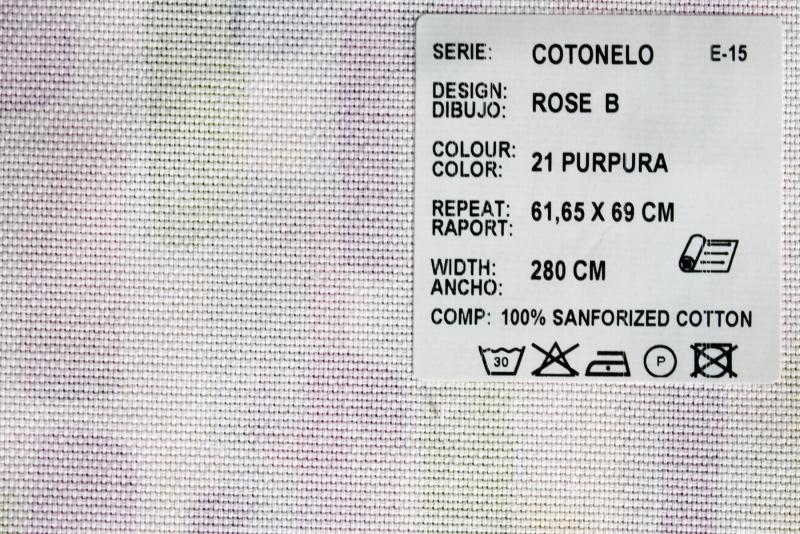 SERIE: COTONELO E-15
DESIGN:
DIBUJO: ROSE B
COLOUR:
COLOR: 21 PURPURA
REPEAT: 61,65 X 69 CM
RAPORT:
WIDTH: 280 CM
ANCHO:
COMP: 100% SANFORIZED COTTON
30 P